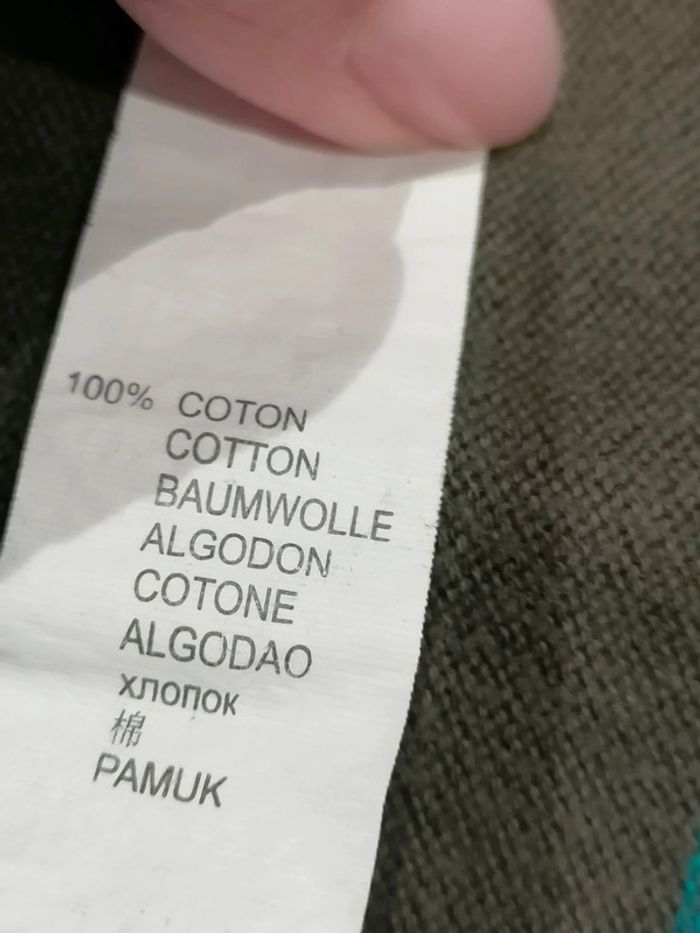 100% COTON
COTTON
BAUMWOLLE
ALGODON
COTONE
ALGODAO
хлопок
棉
PAMUK